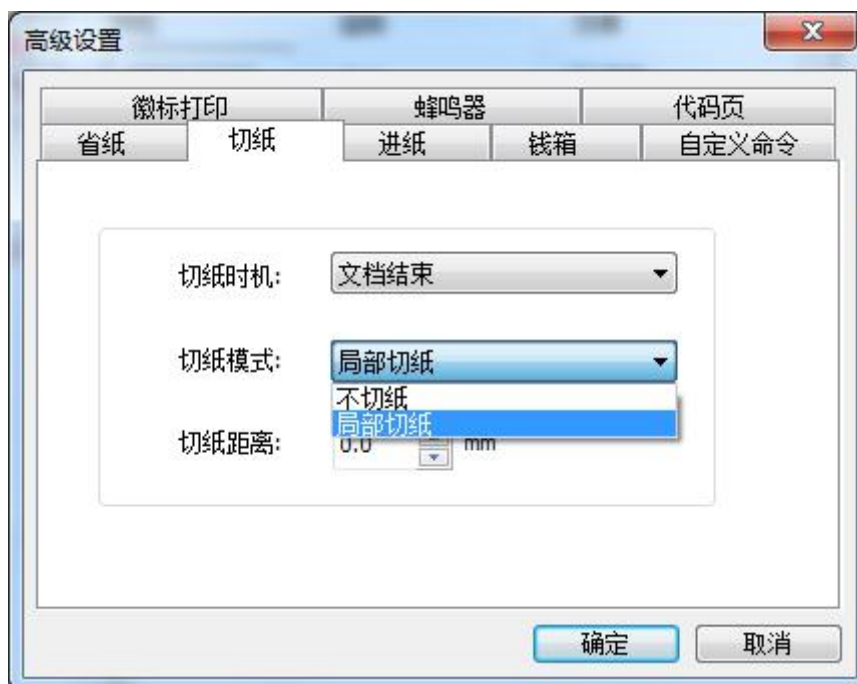 高级设置
徽标打印 蜂鸣器 代码页
省纸 切纸 进纸 钱箱 自定义命令
切纸时机: 文档结束
切纸模式: 局部切纸
不切纸
局部切纸
切纸距离: 0.0 mm
确定 取消